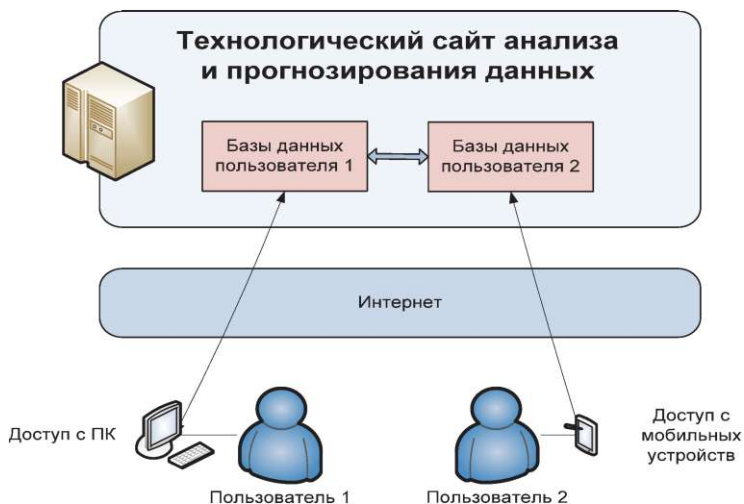 Технологический сайт анализа
и прогнозирования данных
Базы данных
пользователя 1
Базы данных
пользователя 2
Интернет
Доступ с ПК
Доступ с
мобильных
устройств
Пользователь 1
Пользователь 2